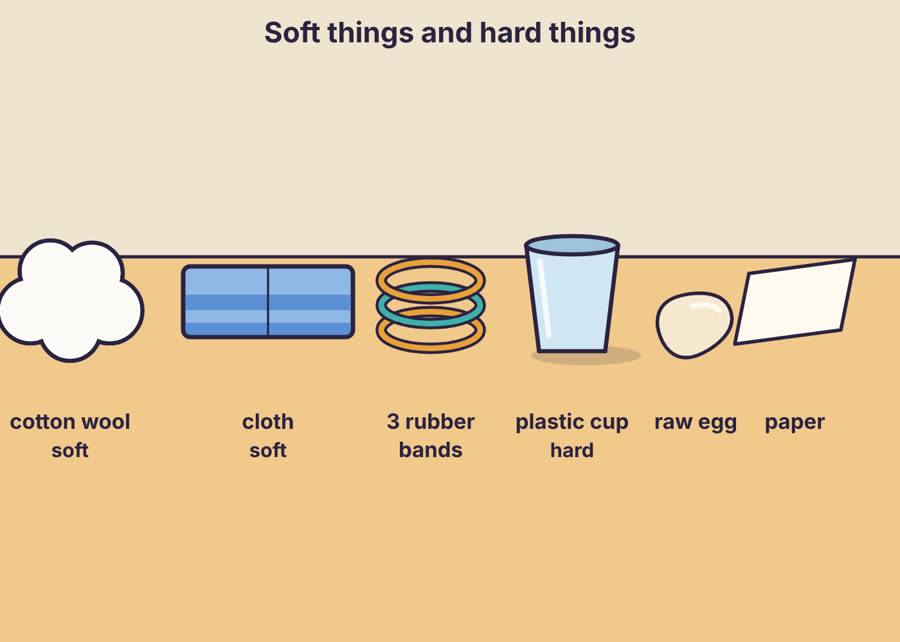 Soft things and hard things
cotton wool
soft
cloth
soft
3 rubber
bands
plastic cup
hard
raw egg
paper